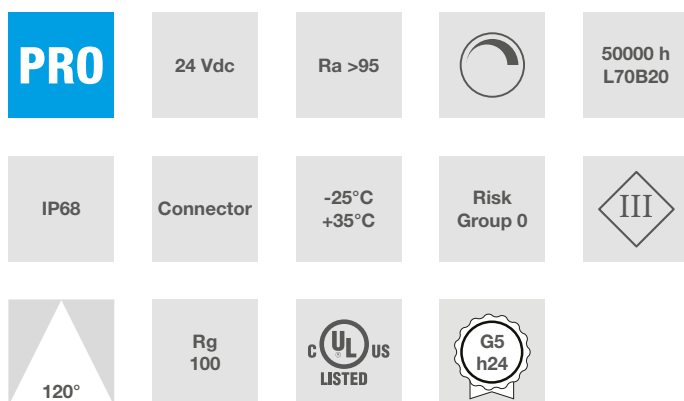 PRO
24 Vdc
Ra >95
50000 h
L70B20
IP68
Connector
-25°C
+35°C
Risk
Group 0
III
120°
Rg
100
C UL US
®
LISTED
G5
h24